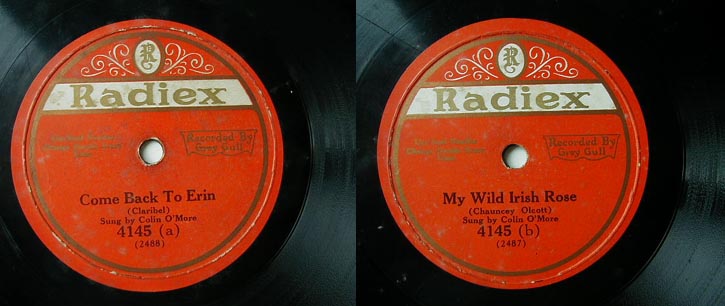 R
Radiex
Recorded By
Grey Gull
Come Back To Erin
(Claribel)
Sung by Colin O'More
4145 (a)
(2488)
R
Radiex
Recorded By
Grey Gull
My Wild Irish Rose
(Chauncey Olcott)
Sung by Colin O'More
4145 (b)
(2487)